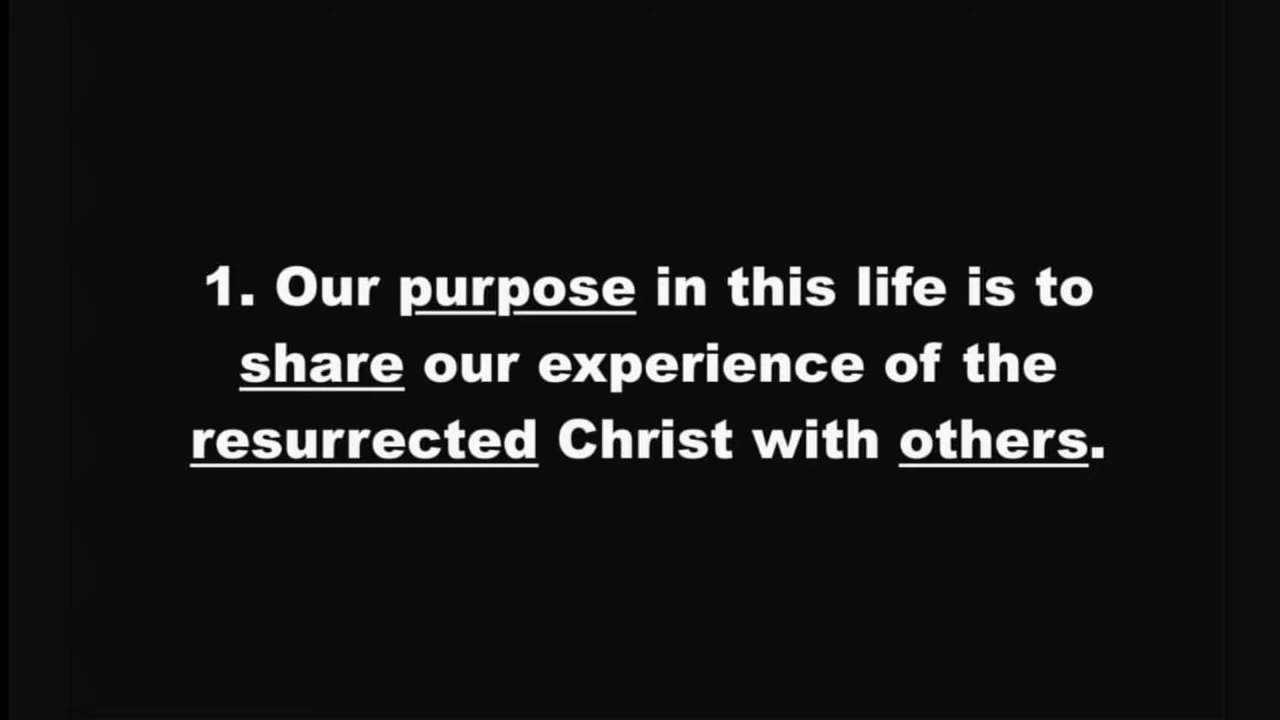 1. Our purpose in this life is to
share our experience of the
resurrected Christ with others.